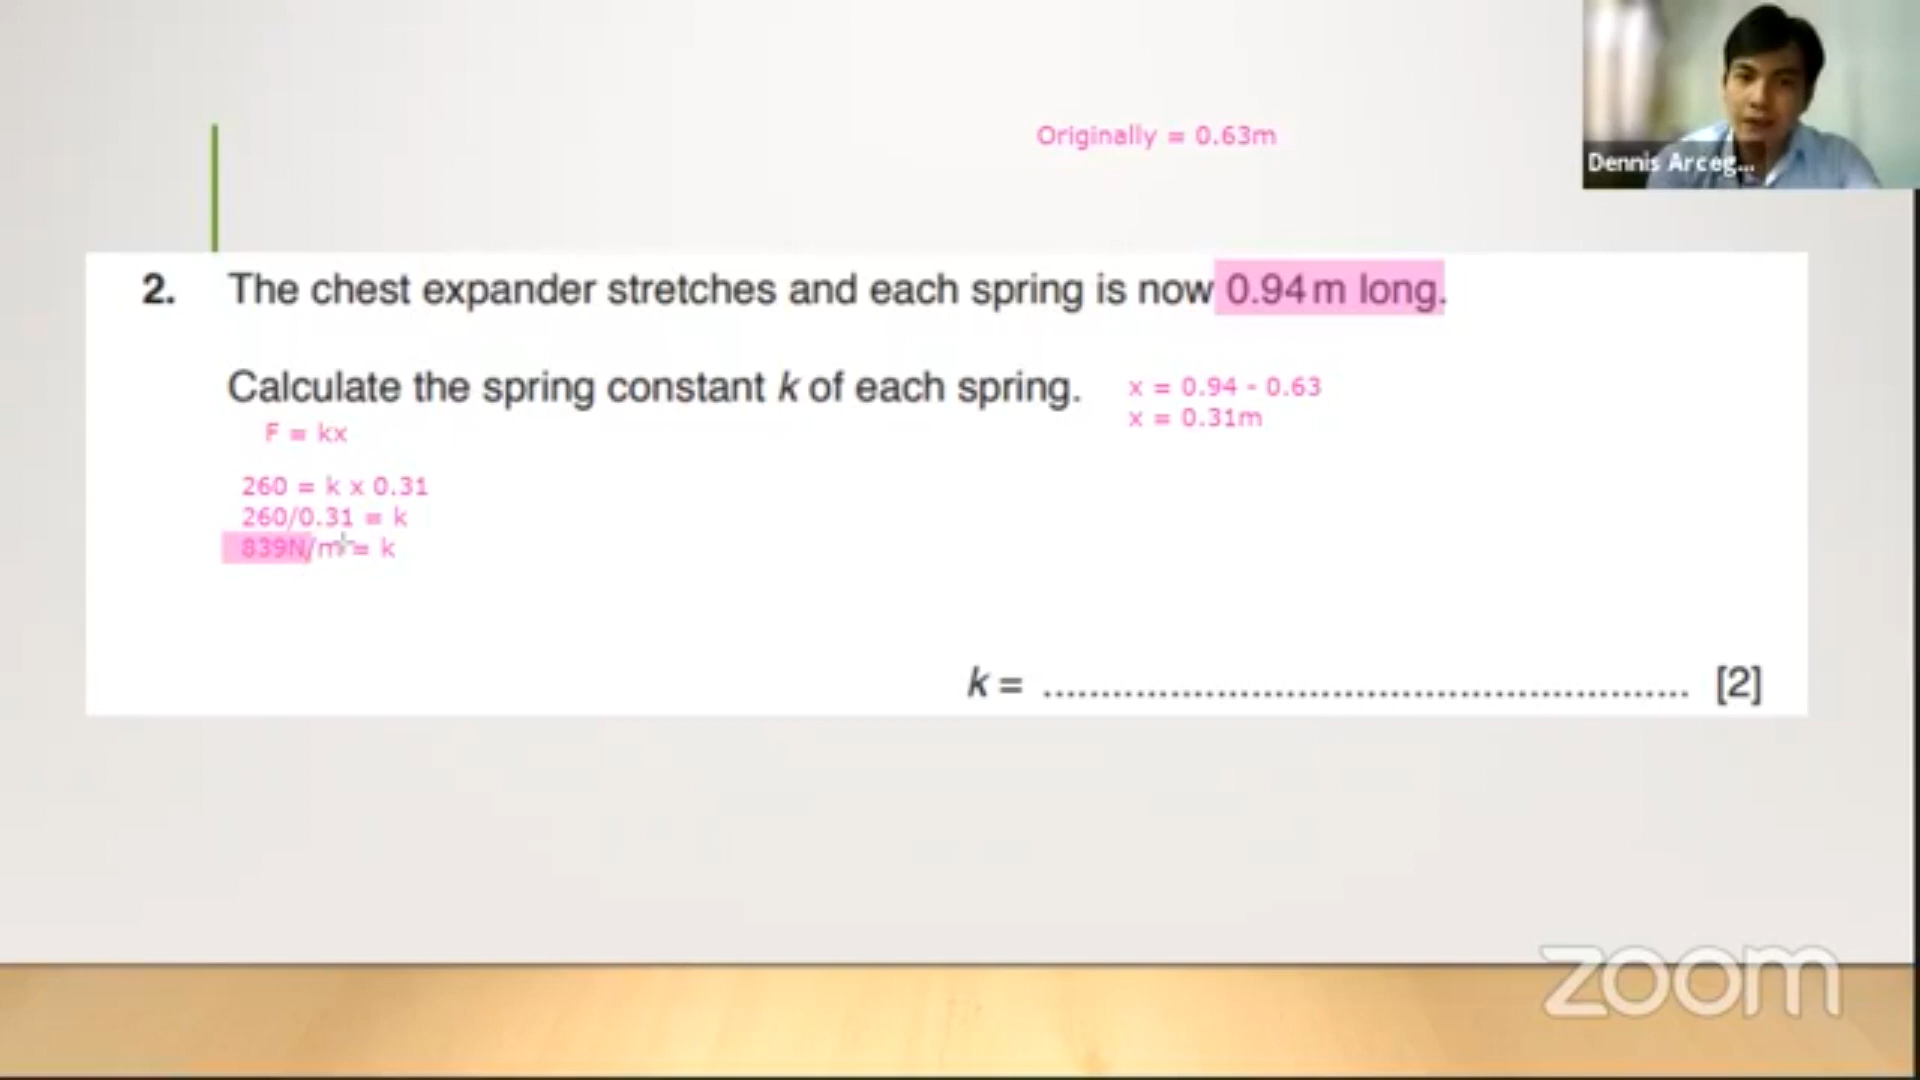 Originally = 0.63m
Dennis Arceg...
2. The chest expander stretches and each spring is now 0.94 m long.
Calculate the spring constant k of each spring.
x = 0.94 - 0.63
x = 0.31m
F = kx
260 = k x 0.31
260/0.31 = k
839N/m = k
k = ........................................................ [2]
zoom